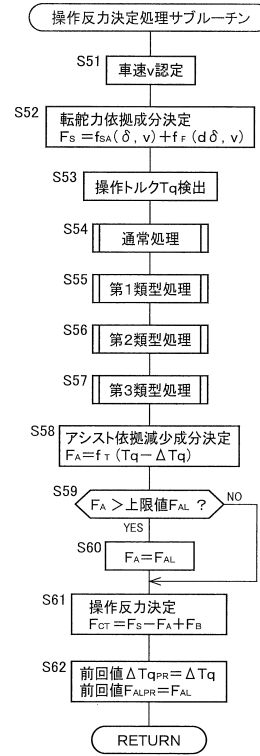 操作反力決定処理サブルーチン
S51
車速v認定
S52
転舵力依拠成分決定
FS=fSA(δ, v)+fF(dδ, v)
S53
操作トルクTq検出
S54
通常処理
S55
第1類型処理
S56
第2類型処理
S57
第3類型処理
S58
アシスト依拠減少成分決定
FA=fT(Tq−ΔTq)
S59
FA>上限値FAL ?
NO
YES
S60
FA=FAL
S61
操作反力決定
FCT=FS−FA+FB
S62
前回値ΔTqPR=ΔTq
前回値FALPR=FAL
RETURN